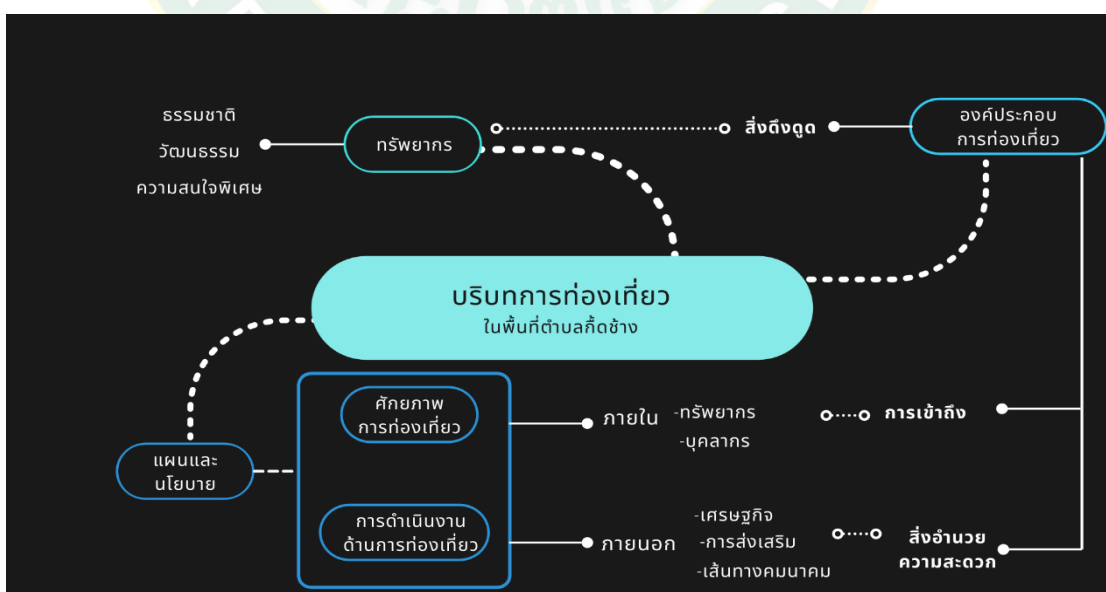 ธรรมชาติ
วัฒนธรรม
ความสนใจพิเศษ
ทรัพยากร
สิ่งดึงดูด
องค์ประกอบ
การท่องเที่ยว
บริบทการท่องเที่ยว
ในพื้นที่ตำบลกื้ดช้าง
แผนและ
นโยบาย
ศักยภาพ
การท่องเที่ยว
ภายใน
-ทรัพยากร
-บุคลากร
การเข้าถึง
การดำเนินงาน
ด้านการท่องเที่ยว
ภายนอก
-เศรษฐกิจ
-การส่งเสริม
-เส้นทางคมนาคม
สิ่งอำนวย
ความสะดวก